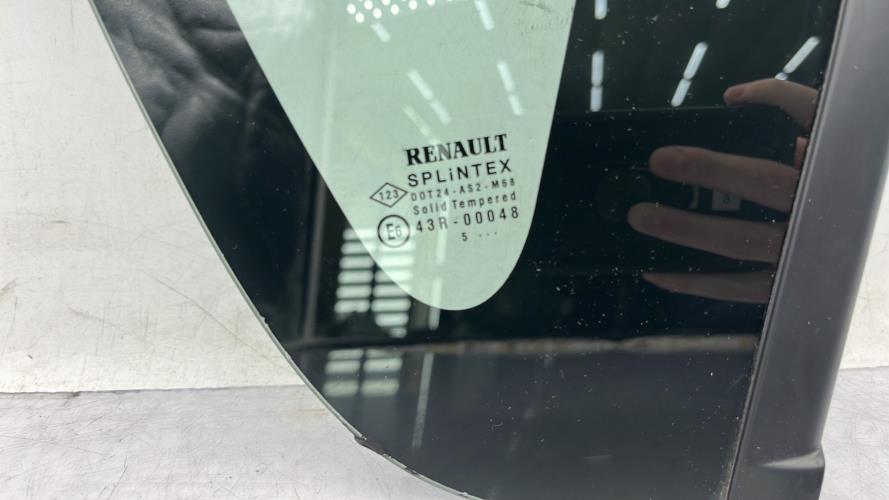 RENAULT
SPLiNTEX
123 DOT24-AS2-M68
Solid Tempered
E6 43R-00048
5 ...